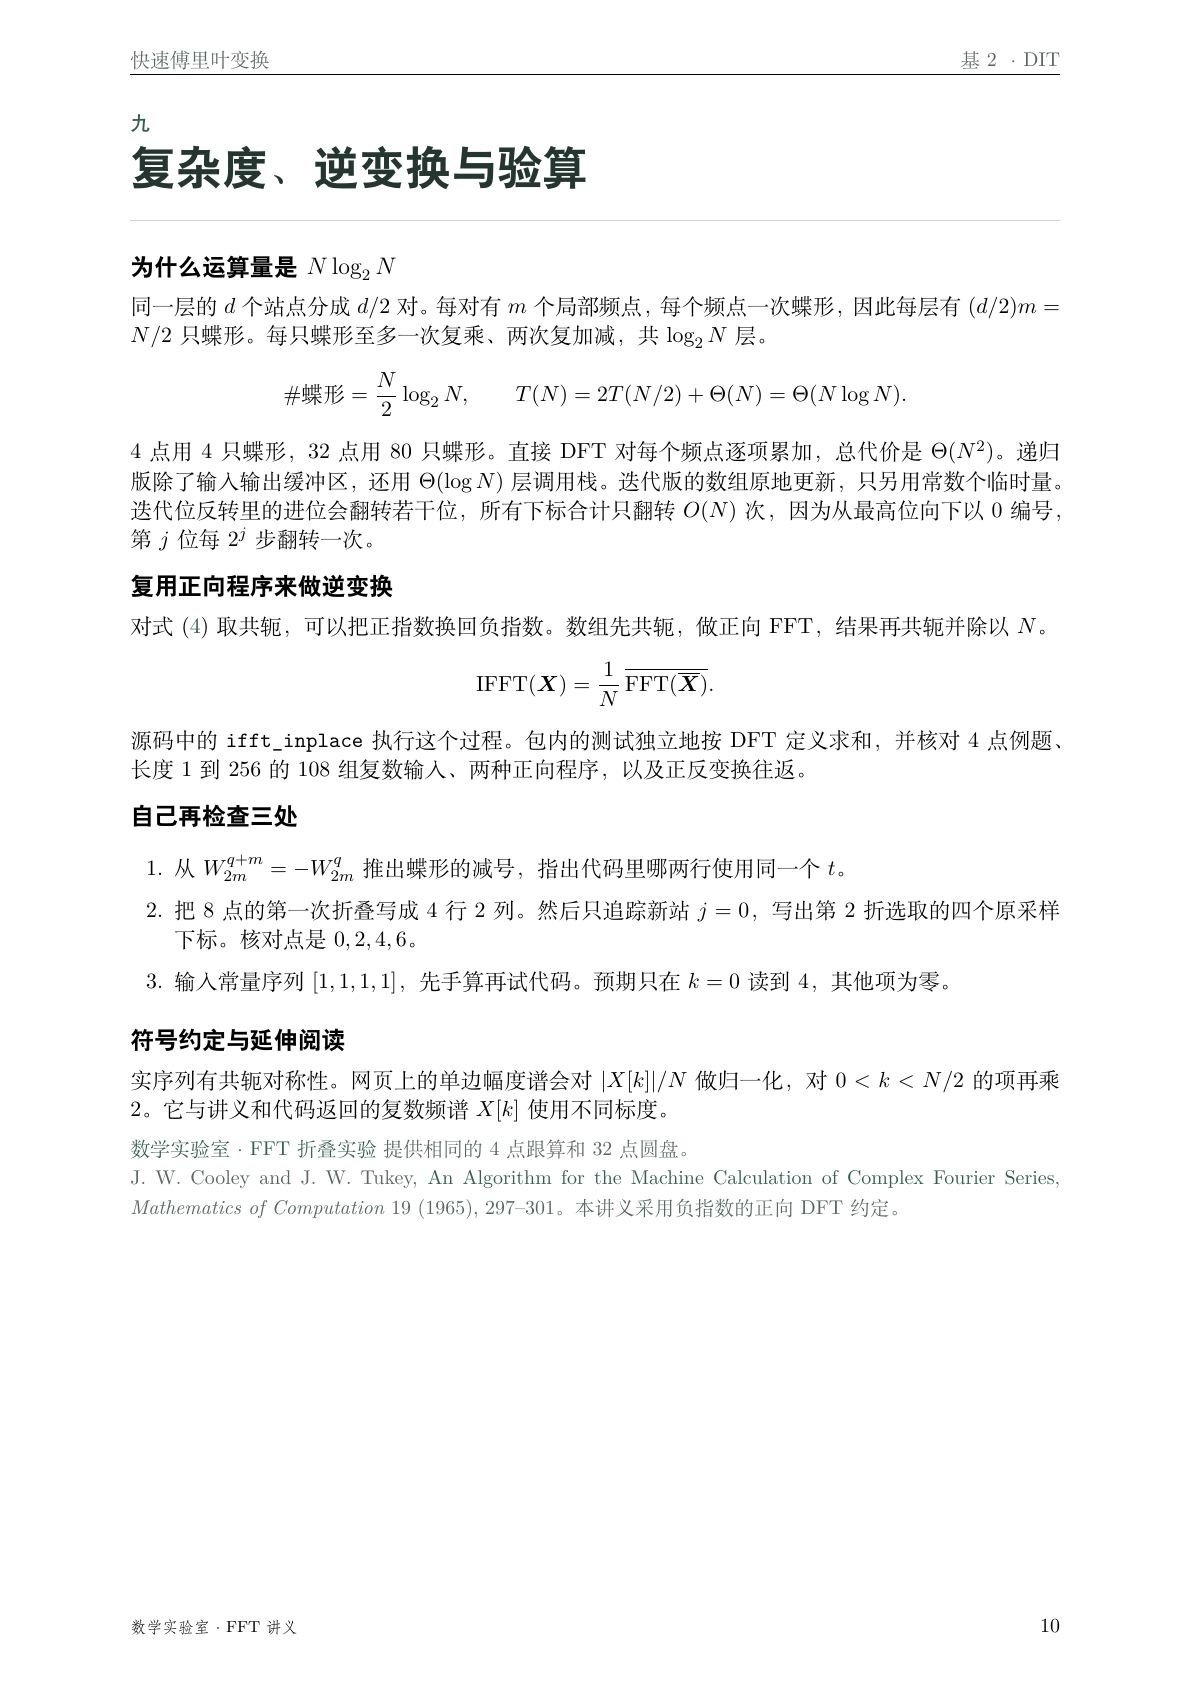 快速傅里叶变换 基 2 · DIT
九
复杂度、逆变换与验算
为什么运算量是 N log₂ N
同一层的 d 个站点分成 d/2 对。每对有 m 个局部频点，每个频点一次蝶形，因此每层有 (d/2)m =
N/2 只蝶形。每只蝶形至多一次复乘、两次复加减，共 log₂ N 层。
#蝶形 = N/2 log₂ N, T(N) = 2T(N/2) + Θ(N) = Θ(N log N).
4 点用 4 只蝶形，32 点用 80 只蝶形。直接 DFT 对每个频点逐项累加，总代价是 Θ(N²)。递归
版除了输入输出缓冲区，还用 Θ(log N) 层调用栈。迭代版的数组原地更新，只另用常数个临时量。
迭代位反转里的进位会翻转若干位，所有下标合计只翻转 O(N) 次，因为从最高位向下以 0 编号，
第 j 位每 2ʲ 步翻转一次。
复用正向程序来做逆变换
对式 (4) 取共轭，可以把正指数换回负指数。数组先共轭，做正向 FFT，结果再共轭并除以 N。
IFFT(X) = 1/N \overline{FFT(\overline{X})}.
源码中的 ifft_inplace 执行这个过程。包内的测试独立地按 DFT 定义求和，并核对 4 点例题、
长度 1 到 256 的 108 组复数输入、两种正向程序，以及正反变换往返。
自己再检查三处
1. 从 W_{2m}^{q+m} = −W_{2m}^{q} 推出蝶形的减号，指出代码里哪两行使用同一个 t。
2. 把 8 点的第一次折叠写成 4 行 2 列。然后只追踪新站 j = 0，写出第 2 折选取的四个原采样
下标。核对点是 0, 2, 4, 6。
3. 输入常量序列 [1, 1, 1, 1]，先手算再试代码。预期只在 k = 0 读到 4，其他项为零。
符号约定与延伸阅读
实序列有共轭对称性。网页上的单边幅度谱会对 |X[k]|/N 做归一化，对 0 < k < N/2 的项再乘
2。它与讲义和代码返回的复数频谱 X[k] 使用不同标度。
数学实验室 · FFT 折叠实验 提供相同的 4 点跟算和 32 点圆盘。
J. W. Cooley and J. W. Tukey, An Algorithm for the Machine Calculation of Complex Fourier Series,
Mathematics of Computation 19 (1965), 297–301。本讲义采用负指数的正向 DFT 约定。
数学实验室 · FFT 讲义 10